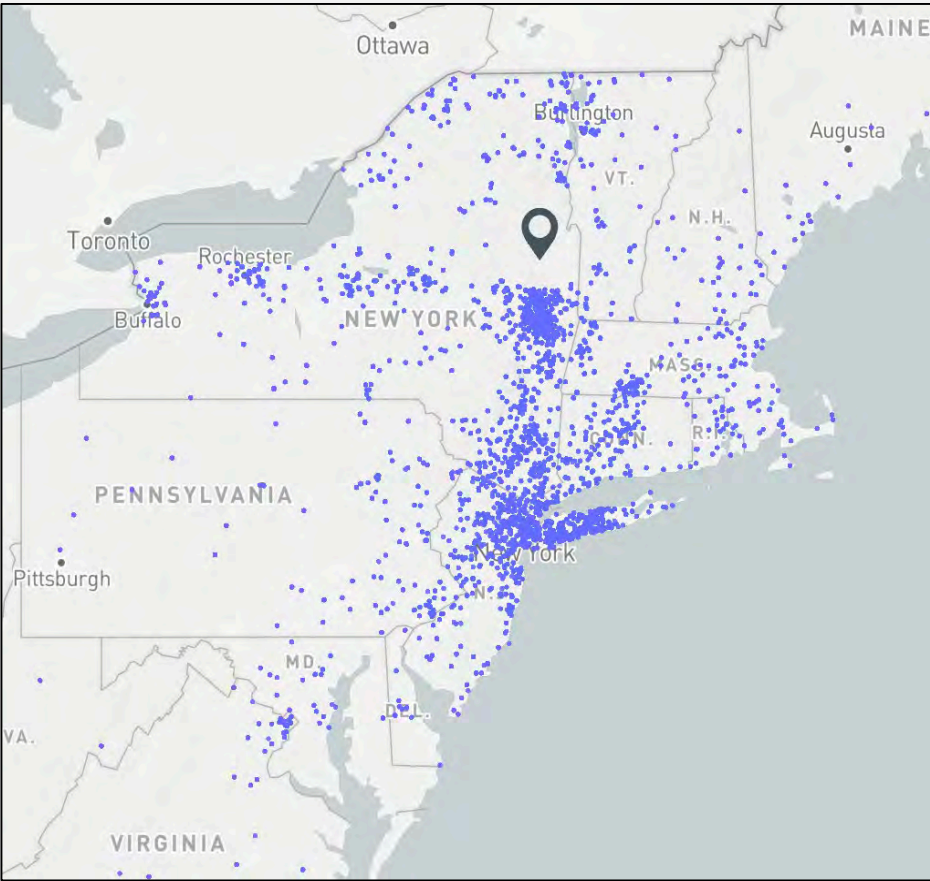 MAINE
Ottawa
Burlington
Augusta
VT.
N.H.
Toronto
Rochester
Buffalo
NEW YORK
MASS.
CONN.
R.I.
PENNSYLVANIA
New York
Pittsburgh
N.
MD.
DEL.
VA.
VIRGINIA